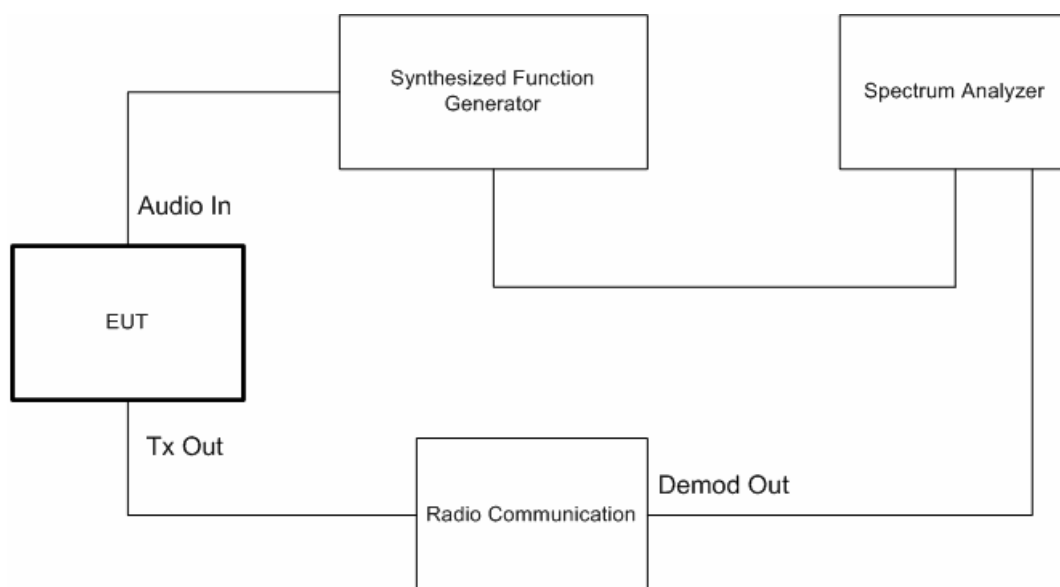 Synthesized Function
Generator
Spectrum Analyzer
Audio In
EUT
Tx Out
Demod Out
Radio Communication